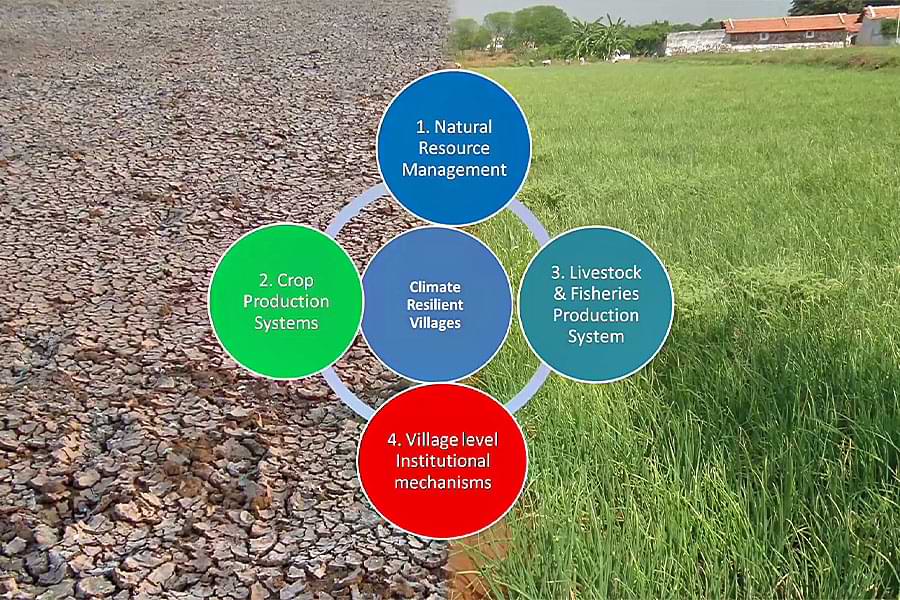 1. Natural
Resource
Management
2. Crop
Production
Systems
Climate
Resilient
Villages
3. Livestock
& Fisheries
Production
System
4. Village level
Institutional
mechanisms